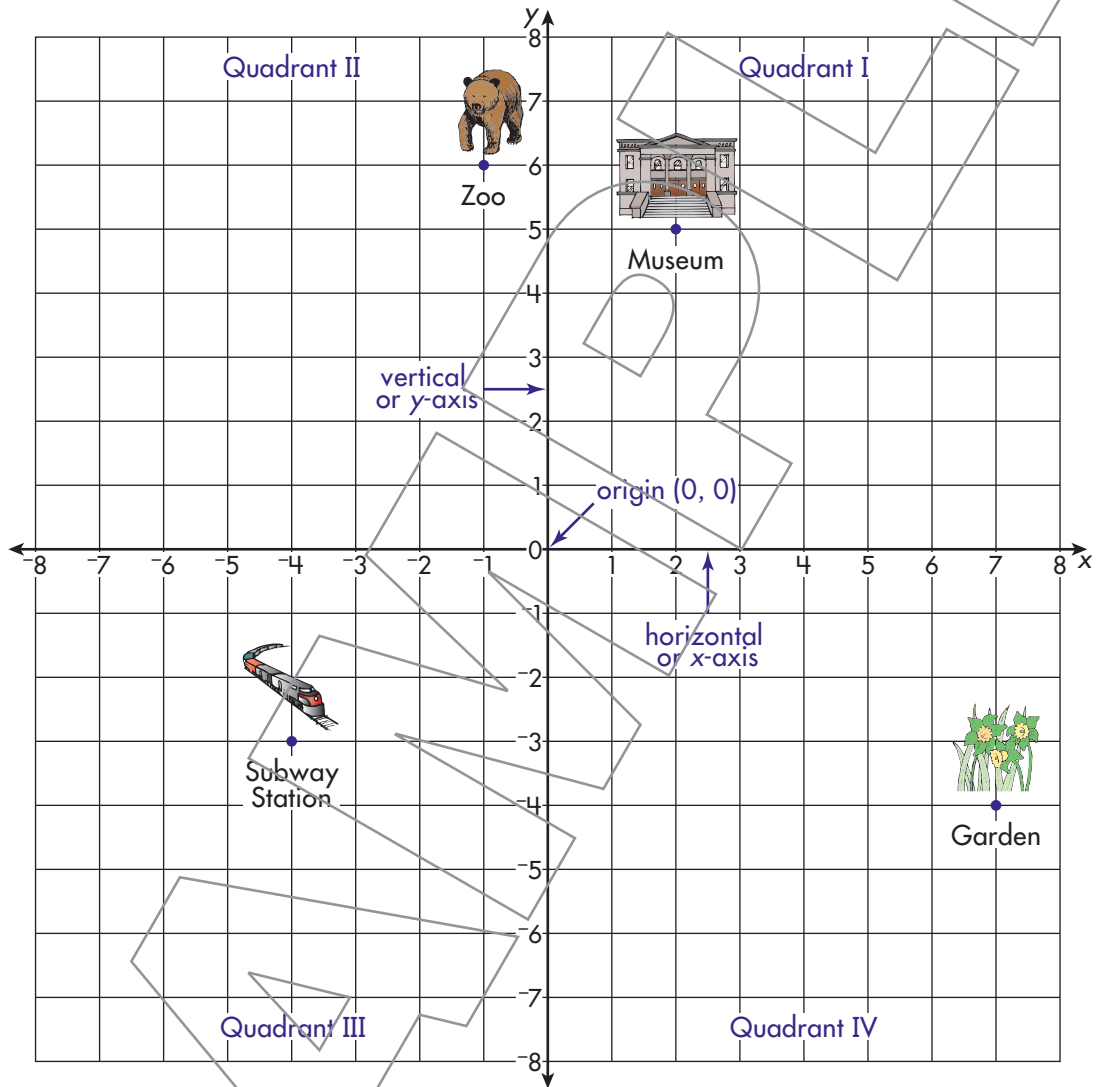 y
8
Quadrant II
Quadrant I
7
6
Zoo
5
Museum
4
3
vertical
or y-axis
2
1
origin (0, 0)
0
⁻8 ⁻7 ⁻6 ⁻5 ⁻4 ⁻3 ⁻2 ⁻1 1 2 3 4 5 6 7 8 x
⁻1
horizontal
or x-axis
⁻2
⁻3
Subway
Station
⁻4
Garden
⁻5
⁻6
⁻7
Quadrant III
Quadrant IV
⁻8